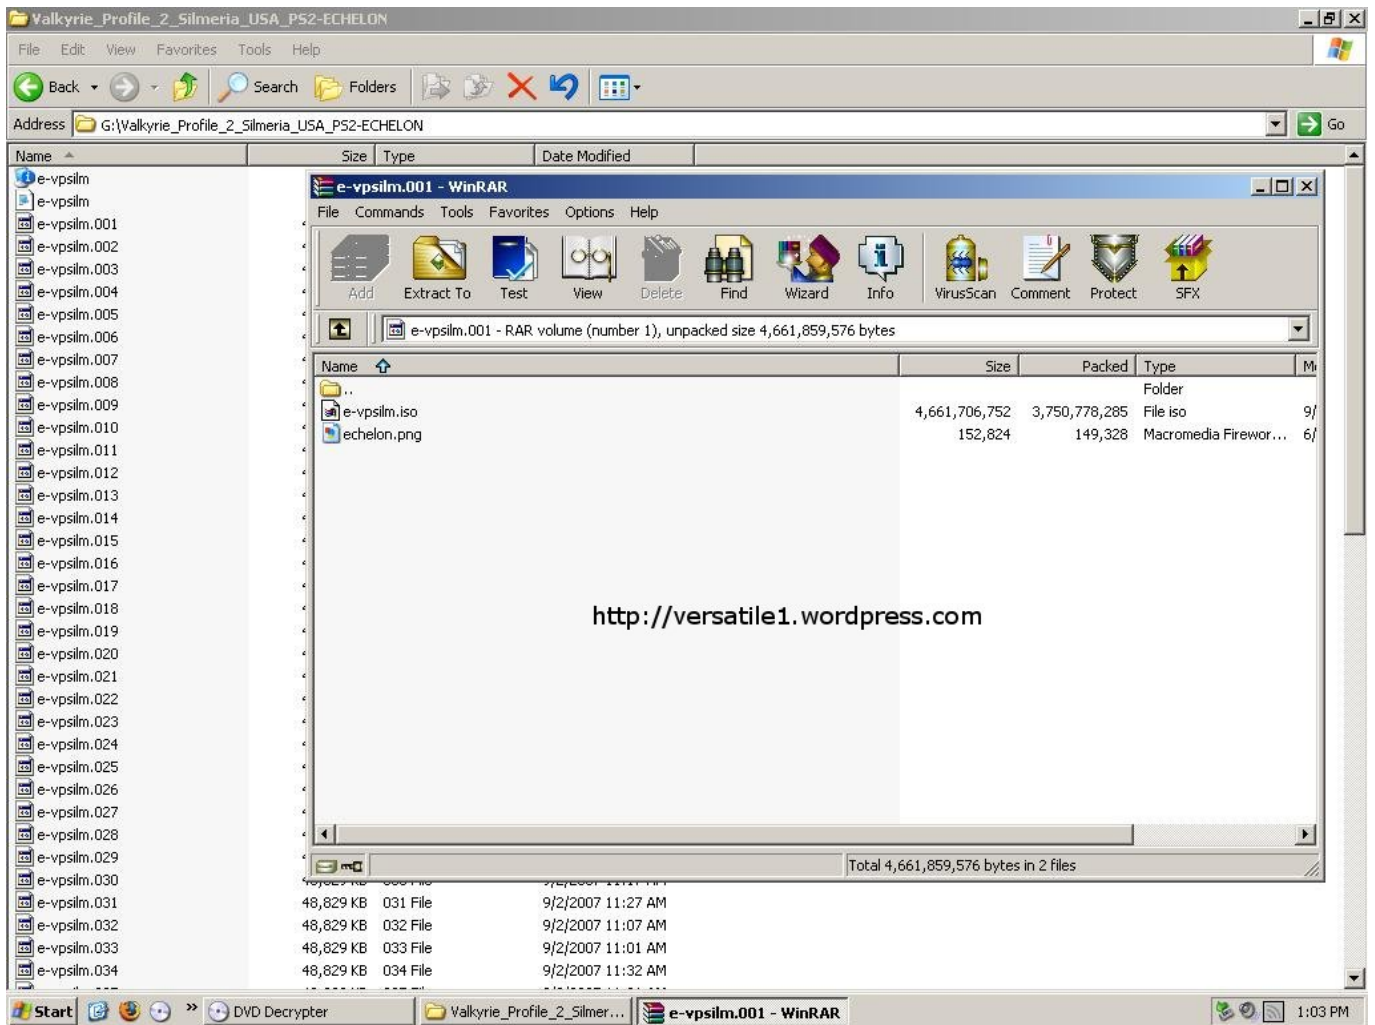 Valkyrie_Profile_2_Silmeria_USA_PS2-ECHELON
File Edit View Favorites Tools Help
Back Search Folders
Address G:\Valkyrie_Profile_2_Silmeria_USA_PS2-ECHELON Go
Name Size Type Date Modified
e-vpsilm
e-vpsilm
e-vpsilm.001
e-vpsilm.002
e-vpsilm.003
e-vpsilm.004
e-vpsilm.005
e-vpsilm.006
e-vpsilm.007
e-vpsilm.008
e-vpsilm.009
e-vpsilm.010
e-vpsilm.011
e-vpsilm.012
e-vpsilm.013
e-vpsilm.014
e-vpsilm.015
e-vpsilm.016
e-vpsilm.017
e-vpsilm.018
e-vpsilm.019
e-vpsilm.020
e-vpsilm.021
e-vpsilm.022
e-vpsilm.023
e-vpsilm.024
e-vpsilm.025
e-vpsilm.026
e-vpsilm.027
e-vpsilm.028
e-vpsilm.029
e-vpsilm.030
e-vpsilm.031 48,829 KB 031 File 9/2/2007 11:27 AM
e-vpsilm.032 48,829 KB 032 File 9/2/2007 11:07 AM
e-vpsilm.033 48,829 KB 033 File 9/2/2007 11:01 AM
e-vpsilm.034 48,829 KB 034 File 9/2/2007 11:32 AM
e-vpsilm.001 - WinRAR
File Commands Tools Favorites Options Help
Add Extract To Test View Delete Find Wizard Info VirusScan Comment Protect SFX
e-vpsilm.001 - RAR volume (number 1), unpacked size 4,661,859,576 bytes
Name Size Packed Type
.. Folder
e-vpsilm.iso 4,661,706,752 3,750,778,285 File iso 9/
echelon.png 152,824 149,328 Macromedia Firewor... 6/
http://versatile1.wordpress.com
Total 4,661,859,576 bytes in 2 files
Start » DVD Decrypter Valkyrie_Profile_2_Silmer... e-vpsilm.001 - WinRAR 1:03 PM